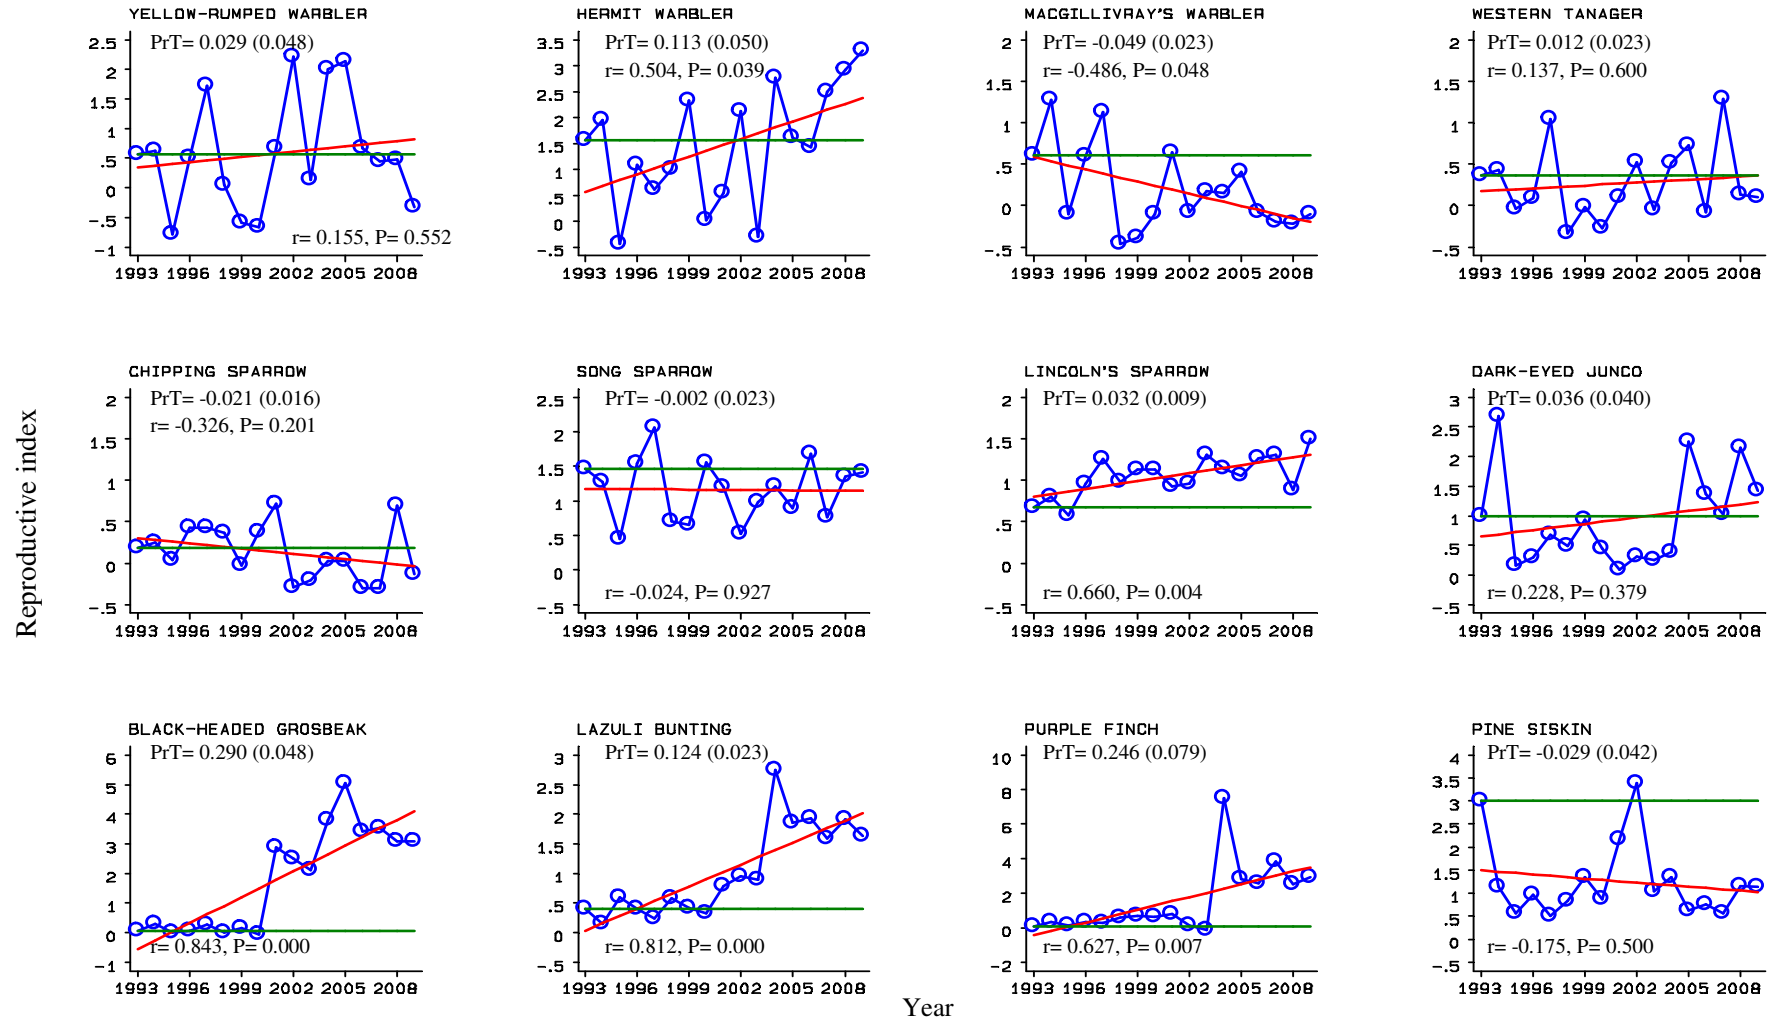 YELLOW-RUMPED WARBLER
PrT= 0.029 (0.048)
2.5
2
1.5
1
.5
0
-.5
-1
r= 0.155, P= 0.552
1993 1996 1999 2002 2005 2008
HERMIT WARBLER
PrT= 0.113 (0.050)
r= 0.504, P= 0.039
3.5
3
2.5
2
1.5
1
.5
0
-.5
1993 1996 1999 2002 2005 2008
MACGILLIVRAY'S WARBLER
PrT= -0.049 (0.023)
r= -0.486, P= 0.048
2
1.5
1
.5
0
-.5
1993 1996 1999 2002 2005 2008
WESTERN TANAGER
PrT= 0.012 (0.023)
r= 0.137, P= 0.600
2
1.5
1
.5
0
-.5
1993 1996 1999 2002 2005 2008
Reproductive index
CHIPPING SPARROW
PrT= -0.021 (0.016)
r= -0.326, P= 0.201
2
1.5
1
.5
0
-.5
1993 1996 1999 2002 2005 2008
SONG SPARROW
PrT= -0.002 (0.023)
2.5
2
1.5
1
.5
0
-.5
r= -0.024, P= 0.927
1993 1996 1999 2002 2005 2008
LINCOLN'S SPARROW
PrT= 0.032 (0.009)
2
1.5
1
.5
0
-.5
r= 0.660, P= 0.004
1993 1996 1999 2002 2005 2008
DARK-EYED JUNCO
PrT= 0.036 (0.040)
3
2.5
2
1.5
1
.5
0
-.5
r= 0.228, P= 0.379
1993 1996 1999 2002 2005 2008
BLACK-HEADED GROSBEAK
PrT= 0.290 (0.048)
6
5
4
3
2
1
0
-1
r= 0.843, P= 0.000
1993 1996 1999 2002 2005 2008
LAZULI BUNTING
PrT= 0.124 (0.023)
3
2.5
2
1.5
1
.5
0
-.5
r= 0.812, P= 0.000
1993 1996 1999 2002 2005 2008
PURPLE FINCH
PrT= 0.246 (0.079)
10
8
6
4
2
0
-2
r= 0.627, P= 0.007
1993 1996 1999 2002 2005 2008
PINE SISKIN
PrT= -0.029 (0.042)
4
3.5
3
2.5
2
1.5
1
.5
0
-.5
r= -0.175, P= 0.500
1993 1996 1999 2002 2005 2008
Year